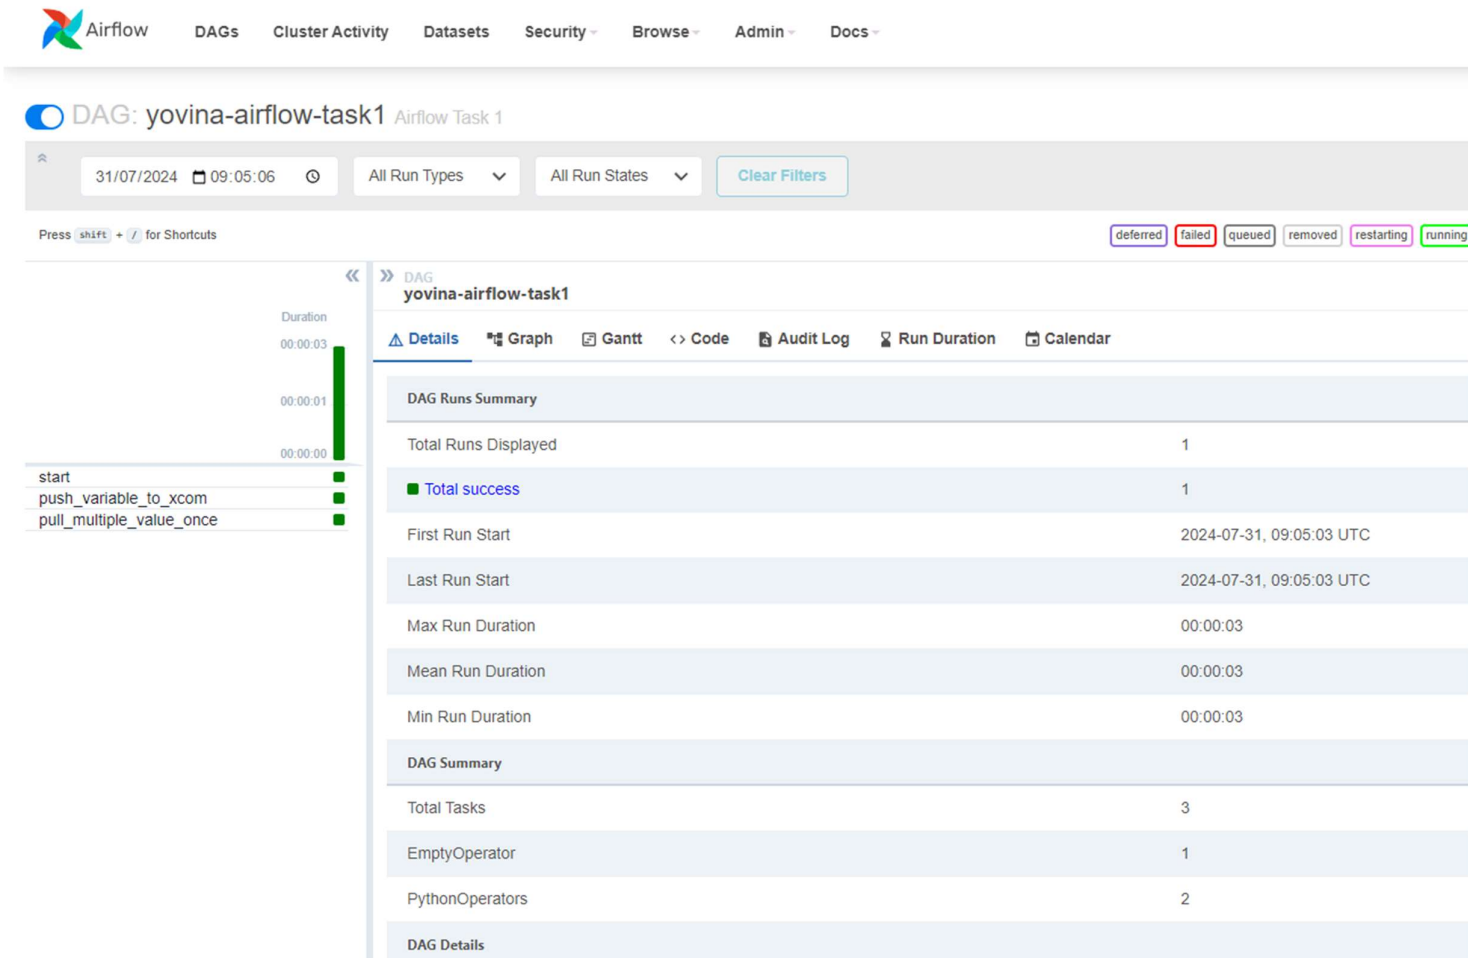 Airflow DAGs Cluster Activity Datasets Security Browse Admin Docs
DAG: yovina-airflow-task1 Airflow Task 1
31/07/2024 09:05:06 All Run Types All Run States Clear Filters
Press shift + / for Shortcuts
deferred failed queued removed restarting running
Duration
00:00:03
00:00:01
00:00:00
start
push_variable_to_xcom
pull_multiple_value_once
DAG
yovina-airflow-task1
Details Graph Gantt Code Audit Log Run Duration Calendar
DAG Runs Summary
Total Runs Displayed 1
Total success 1
First Run Start 2024-07-31, 09:05:03 UTC
Last Run Start 2024-07-31, 09:05:03 UTC
Max Run Duration 00:00:03
Mean Run Duration 00:00:03
Min Run Duration 00:00:03
DAG Summary
Total Tasks 3
EmptyOperator 1
PythonOperators 2
DAG Details